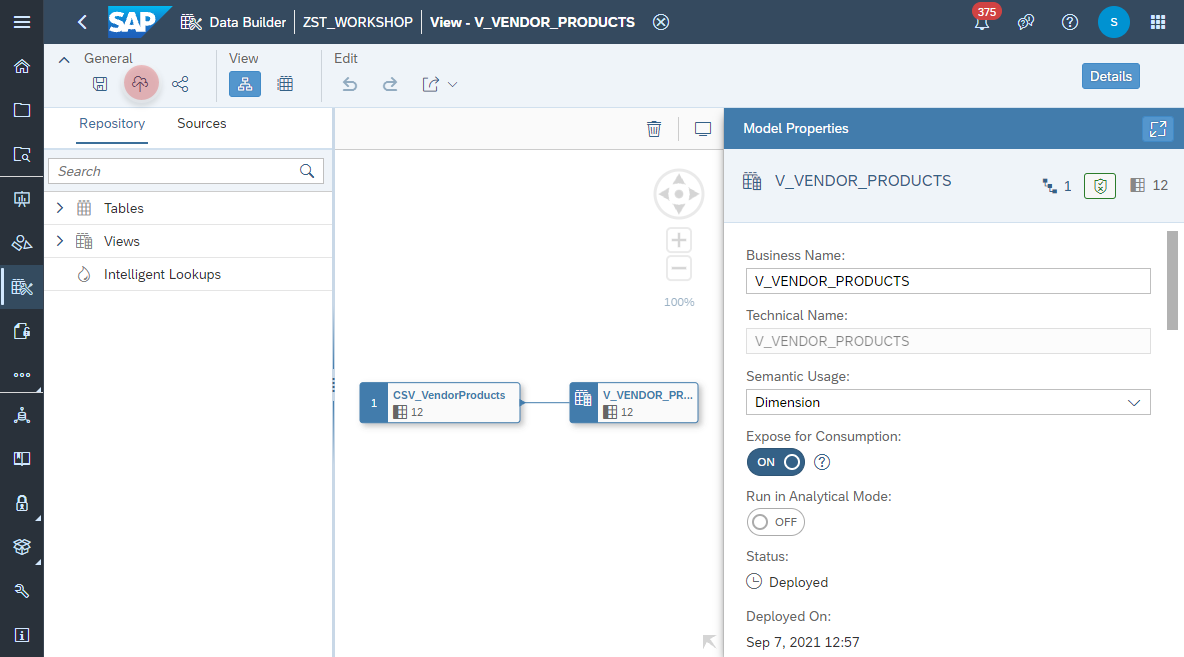 SAP Data Builder ZST_WORKSHOP View - V_VENDOR_PRODUCTS 375 S
General View Edit
Details
Repository Sources
Model Properties
Search
V_VENDOR_PRODUCTS 1 12
Tables
Views
Intelligent Lookups
100%
1 CSV_VendorProducts 12
V_VENDOR_PR... 12
Business Name:
V_VENDOR_PRODUCTS
Technical Name:
V_VENDOR_PRODUCTS
Semantic Usage:
Dimension
Expose for Consumption:
ON
Run in Analytical Mode:
OFF
Status:
Deployed
Deployed On:
Sep 7, 2021 12:57